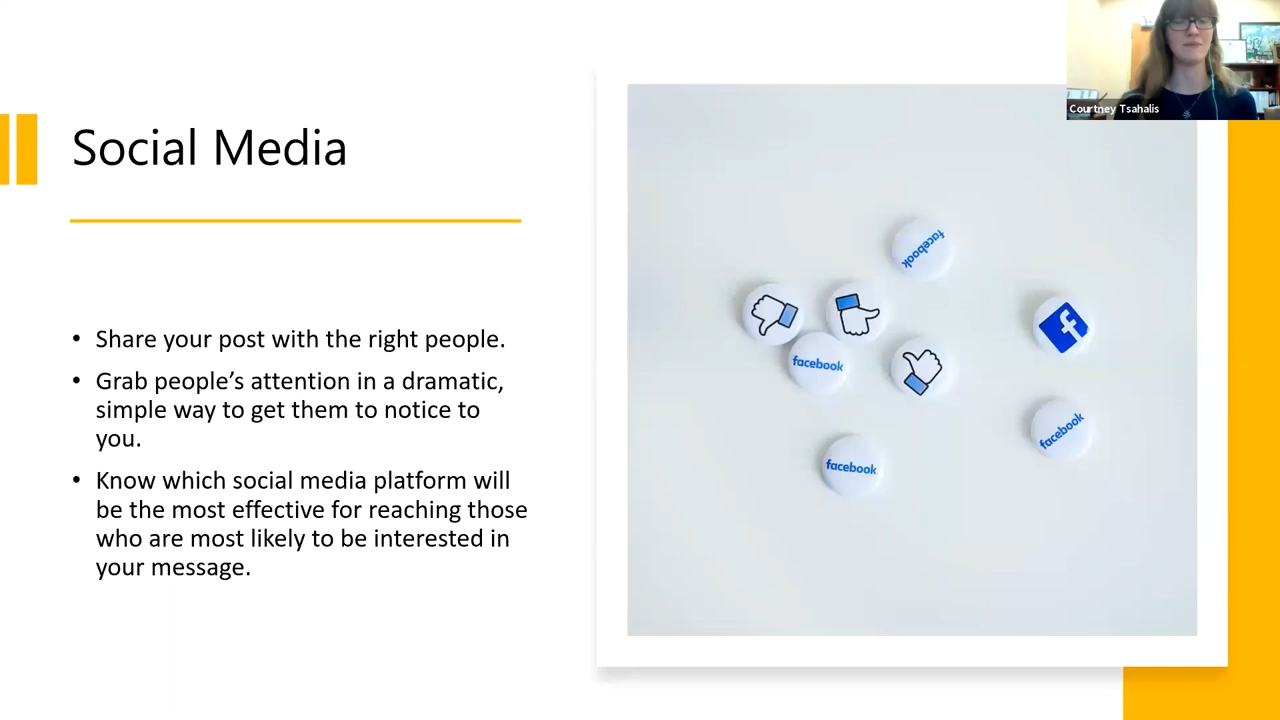 Courtney Tsahalis
Social Media
• Share your post with the right people.
• Grab people's attention in a dramatic,
simple way to get them to notice to
you.
• Know which social media platform will
be the most effective for reaching those
who are most likely to be interested in
your message.
facebook
facebook
f
facebook
facebook